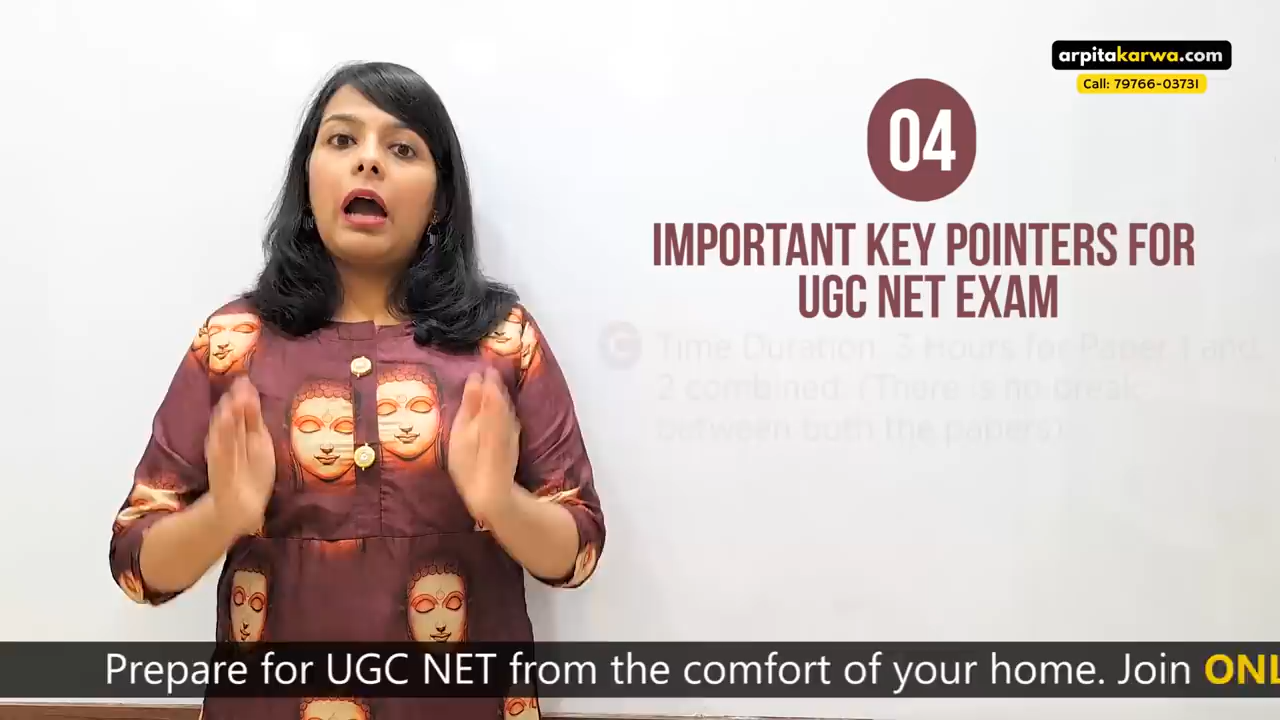 arpitakarwa.com
Call: 79766-03731
04
IMPORTANT KEY POINTERS FOR
UGC NET EXAM
C Time Duration: 3 Hours for Paper 1 and
2 combined. (There is no break
between both the papers)
Prepare for UGC NET from the comfort of your home. Join ONL